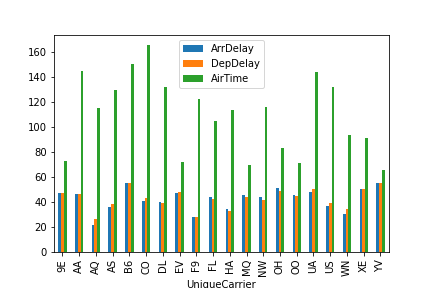 160
140
120
100
80
60
40
20
0
ArrDelay
DepDelay
AirTime
9E AA AQ AS B6 CO DL EV F9 FL HA MQ NW OH OO UA US WN XE YV
UniqueCarrier